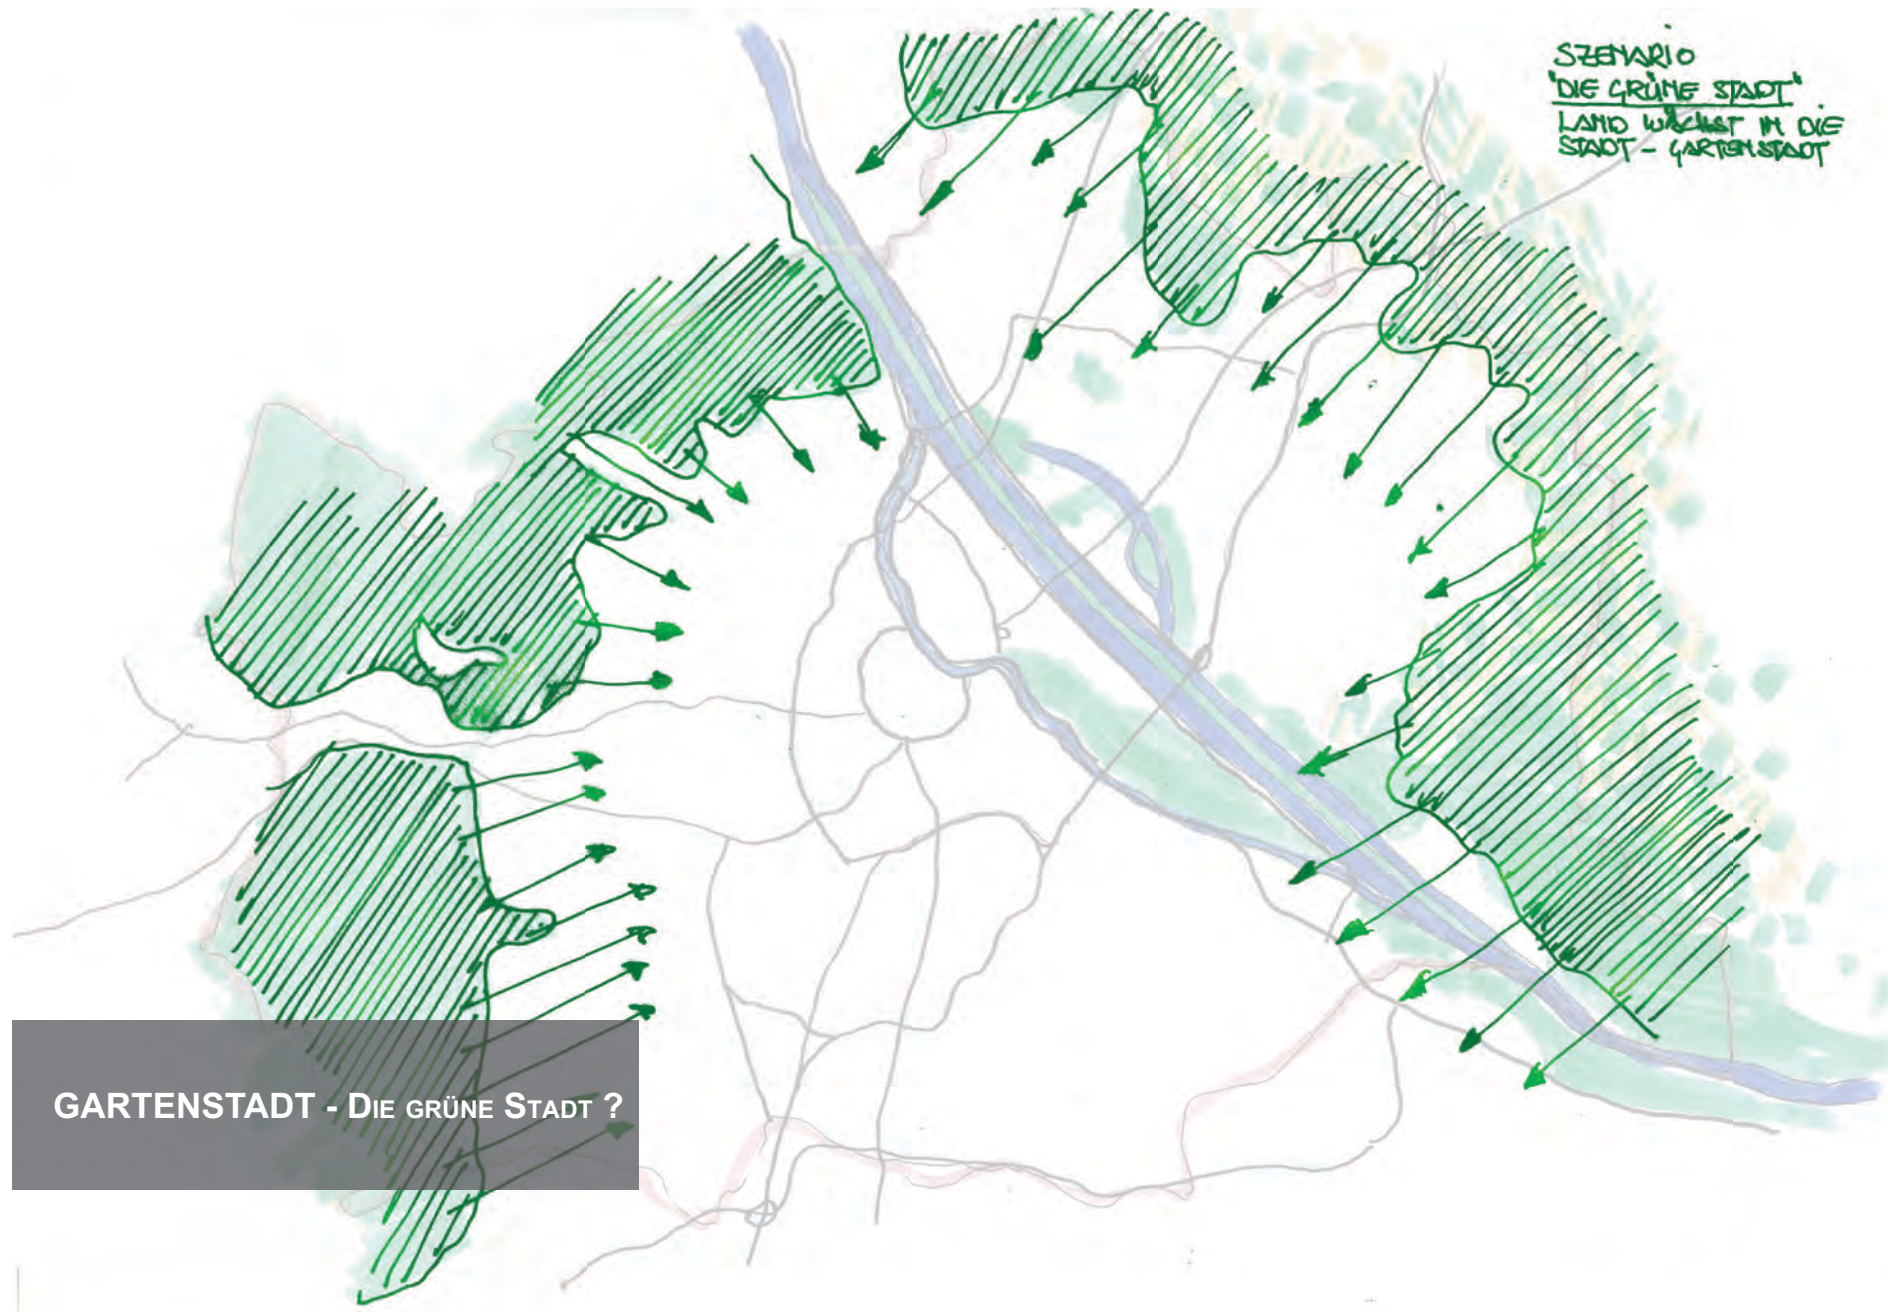 SZENARIO
"DIE GRÜNE STADT"
LAND WÄCHST IN DIE
STADT - GARTENSTADT
GARTENSTADT - DIE GRÜNE STADT ?